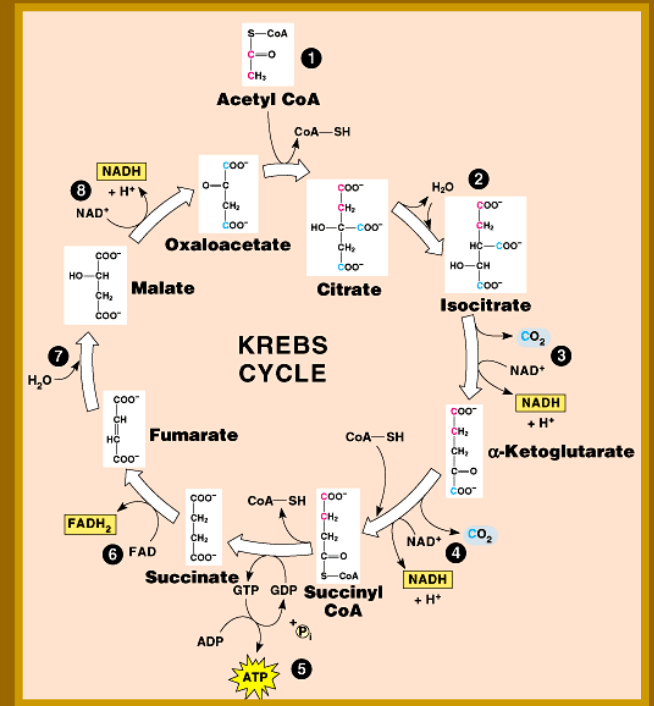 S—CoA
C=O
CH₃
1
Acetyl CoA
CoA—SH
COO⁻
O—C
CH₂
COO⁻
Oxaloacetate
COO⁻
CH₂
HO—C—COO⁻
CH₂
COO⁻
Citrate
H₂O
2
COO⁻
CH₂
HC—COO⁻
HO—CH
COO⁻
Isocitrate
CO₂
3
NAD⁺
NADH
+ H⁺
COO⁻
CH₂
CH₂
C—O
COO⁻
α-Ketoglutarate
CoA—SH
CO₂
NAD⁺
4
NADH
+ H⁺
COO⁻
CH₂
CH₂
C=O
S—CoA
Succinyl
CoA
CoA—SH
GTP
GDP
+ Pᵢ
ADP
ATP
5
COO⁻
CH₂
CH₂
COO⁻
Succinate
FADH₂
6
FAD
COO⁻
CH
HC
COO⁻
Fumarate
7
H₂O
COO⁻
HO—CH
CH₂
COO⁻
Malate
8
NADH
+ H⁺
NAD⁺
KREBS
CYCLE